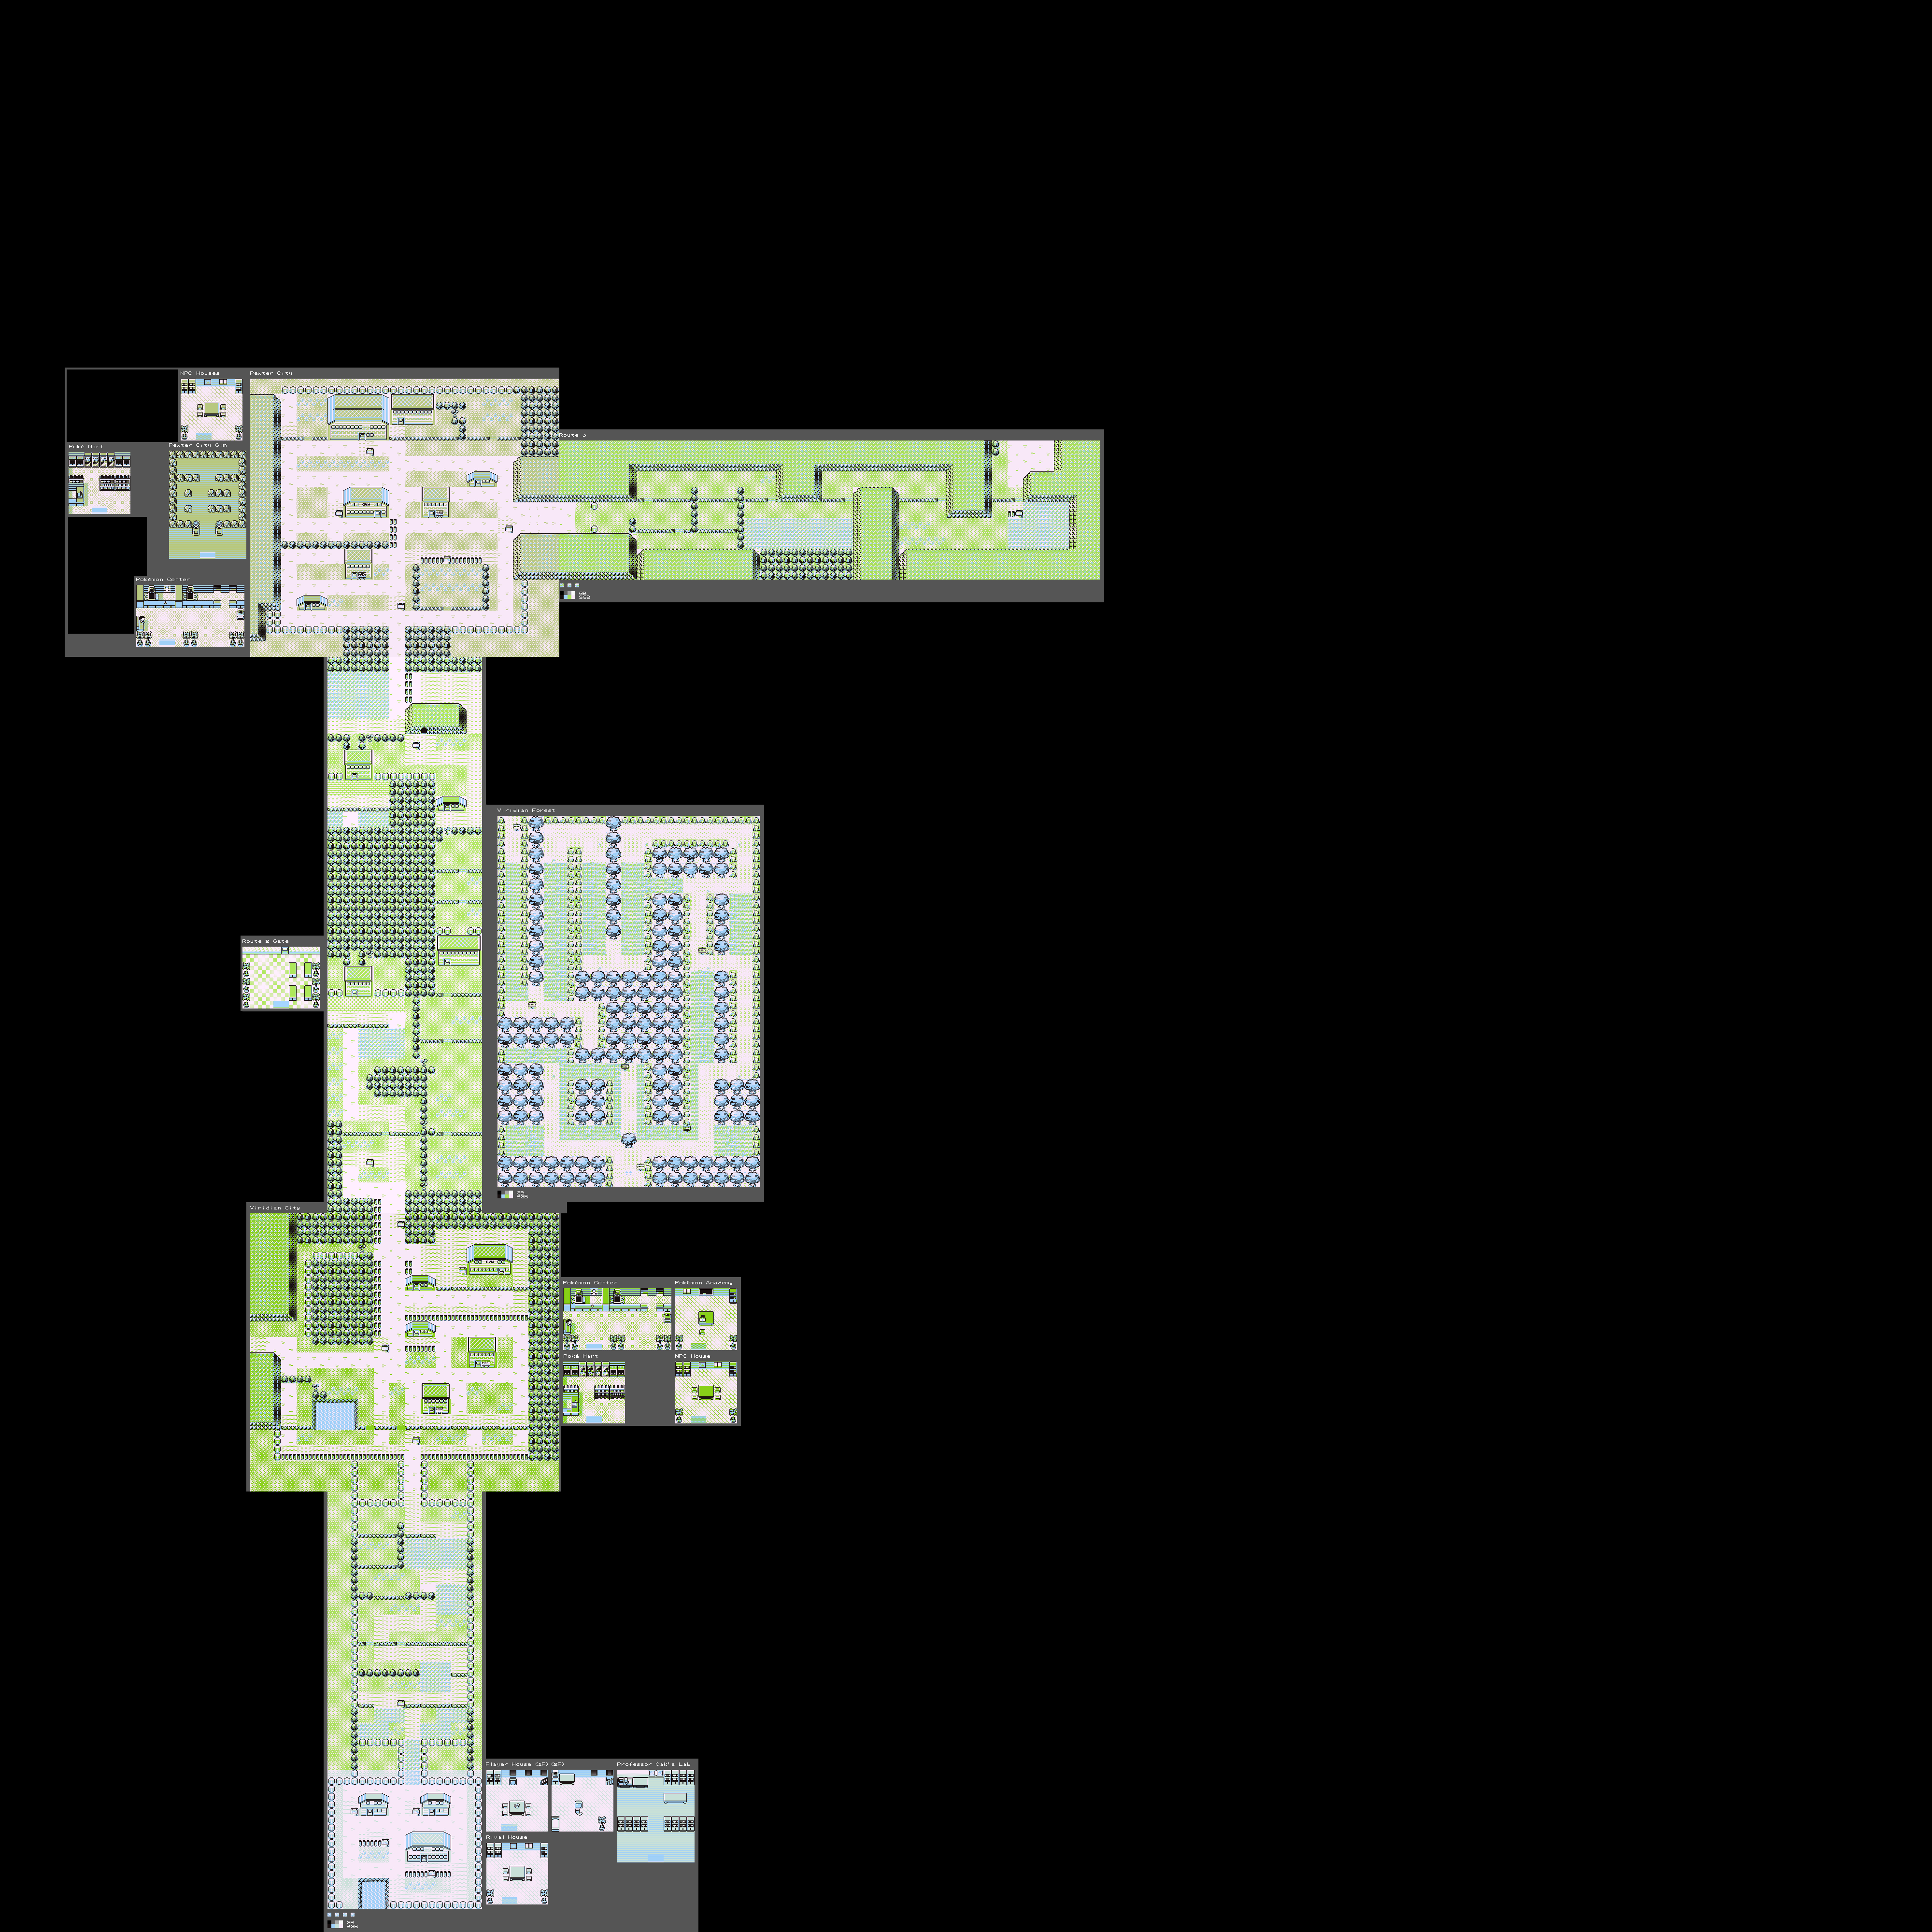 NPC Houses
Pewter City
Route 3
Poké Mart
Pewter City Gym
Pokémon Center
Viridian Forest
Route 2 Gate
Viridian City
Pokémon Center
Pokémon Academy
Poké Mart
NPC House
Player House (1F) (2F)
Professor Oak's Lab
Rival House